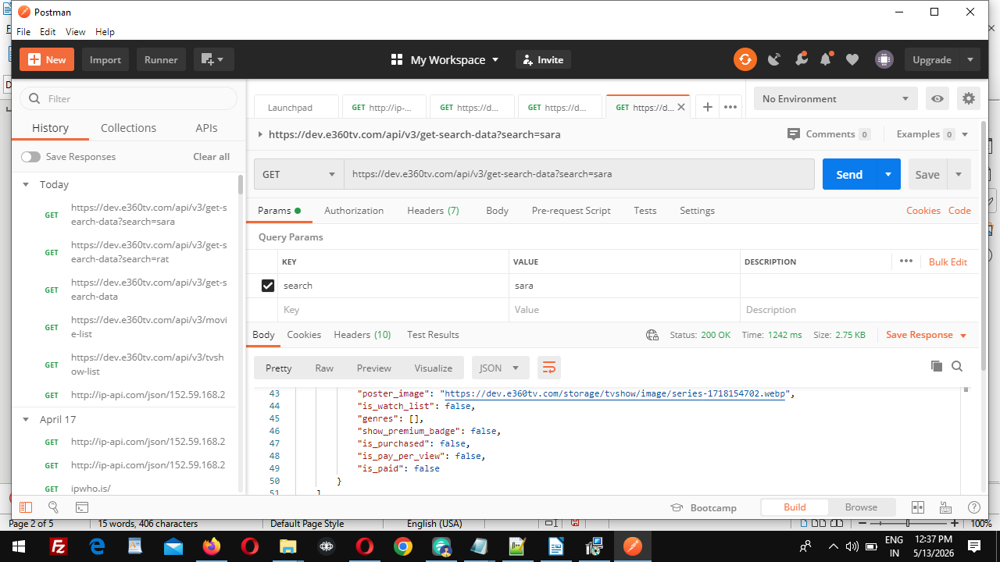 Postman
File Edit View Help
New Import Runner My Workspace Invite Upgrade
Filter
History Collections APIs
Save Responses Clear all
Today
GET https://dev.e360tv.com/api/v3/get-s
earch-data?search=sara
GET https://dev.e360tv.com/api/v3/get-s
earch-data?search=rat
GET https://dev.e360tv.com/api/v3/get-s
earch-data
GET https://dev.e360tv.com/api/v3/movi
e-list
GET https://dev.e360tv.com/api/v3/tvsh
ow-list
GET http://ip-api.com/json/152.59.168.2
April 17
GET http://ip-api.com/json/152.59.168.2
GET http://ip-api.com/json/152.59.168.2
GET ipwho.is/
Launchpad GET http://ip-... GET https://d... GET https://d... GET https://d...
No Environment
https://dev.e360tv.com/api/v3/get-search-data?search=sara
Comments 0 Examples 0
GET https://dev.e360tv.com/api/v3/get-search-data?search=sara Send Save
Params Authorization Headers (7) Body Pre-request Script Tests Settings Cookies Code
Query Params
KEY VALUE DESCRIPTION Bulk Edit
search sara
Key Value Description
Body Cookies Headers (10) Test Results Status: 200 OK Time: 1242 ms Size: 2.75 KB Save Response
Pretty Raw Preview Visualize JSON
43 "poster_image": "https://dev.e360tv.com/storage/tvshow/image/series-1718154702.webp",
44 "is_watch_list": false,
45 "genres": [],
46 "show_premium_badge": false,
47 "is_purchased": false,
48 "is_pay_per_view": false,
49 "is_paid": false
50 }
51 ]
Bootcamp Build Browse
Page 2 of 5 15 words, 406 characters Default Page Style English (USA) 100%
ENG
IN
12:37 PM
5/13/2026